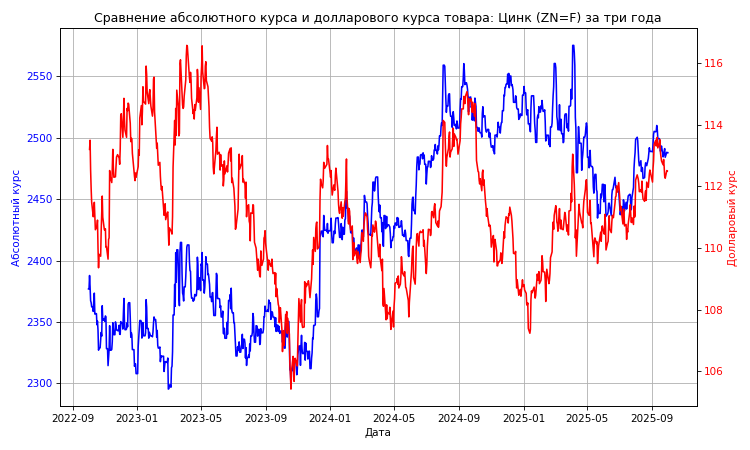 Сравнение абсолютного курса и долларового курса товара: Цинк (ZN=F) за три года
Абсолютный курс
2550
2500
2450
2400
2350
2300
116
114
112
110
108
106
Долларовый курс
2022-09 2023-01 2023-05 2023-09 2024-01 2024-05 2024-09 2025-01 2025-05 2025-09
Дата